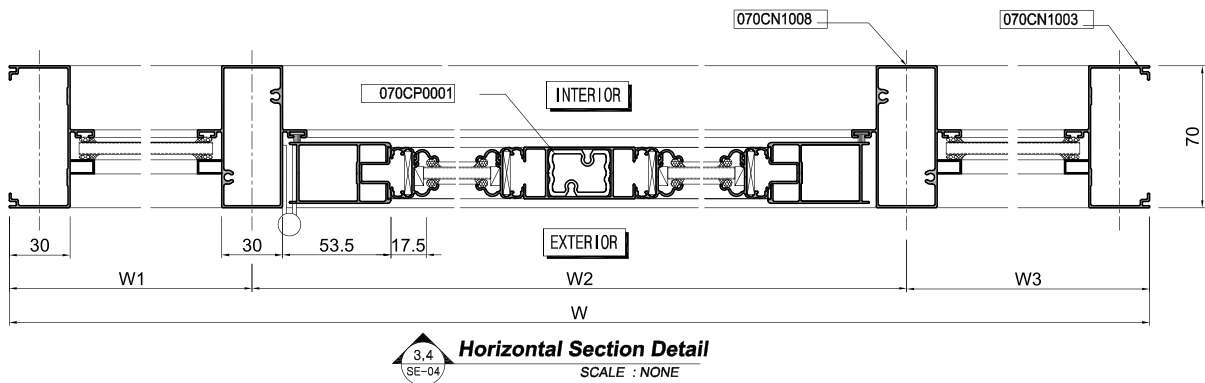 070CN1008
070CN1003
070CP0001
INTERIOR
70
EXTERIOR
30
30
53.5
17.5
W1
W2
W3
W
3,4
SE-04
Horizontal Section Detail
SCALE : NONE